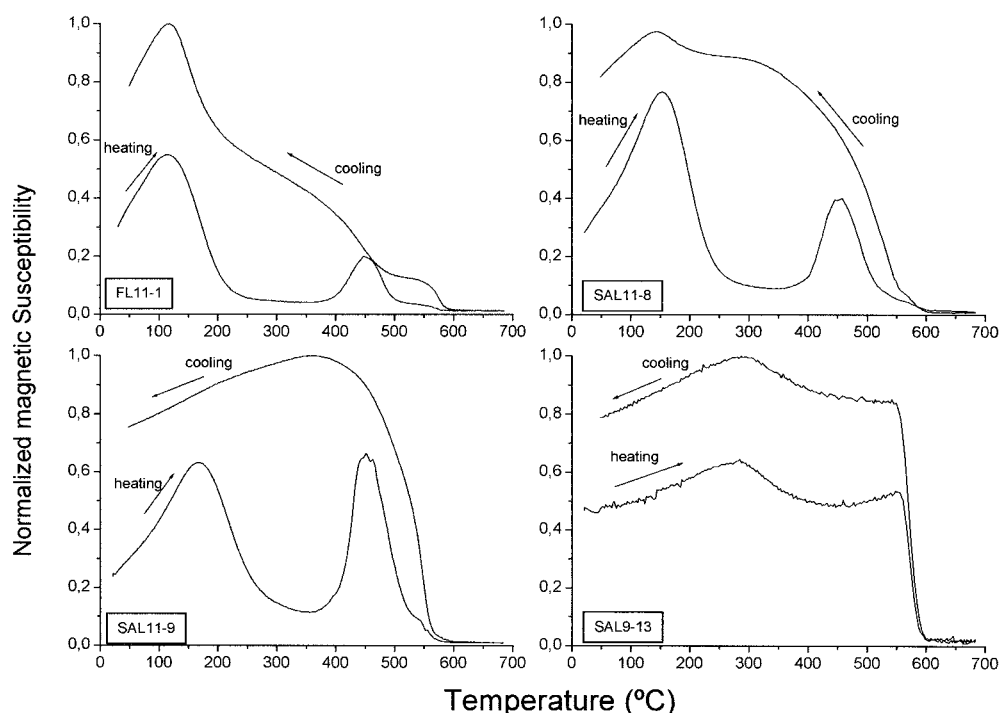 Normalized magnetic Susceptibility
1,0
0,8
0,6
0,4
0,2
0,0
heating
cooling
FL11-1
0 100 200 300 400 500 600 700
1,0
0,8
0,6
0,4
0,2
0,0
heating
cooling
SAL11-8
0 100 200 300 400 500 600 700
1,0
0,8
0,6
0,4
0,2
0,0
cooling
heating
SAL11-9
0 100 200 300 400 500 600 700
1,0
0,8
0,6
0,4
0,2
0,0
cooling
heating
SAL9-13
0 100 200 300 400 500 600 700
Temperature (ºC)